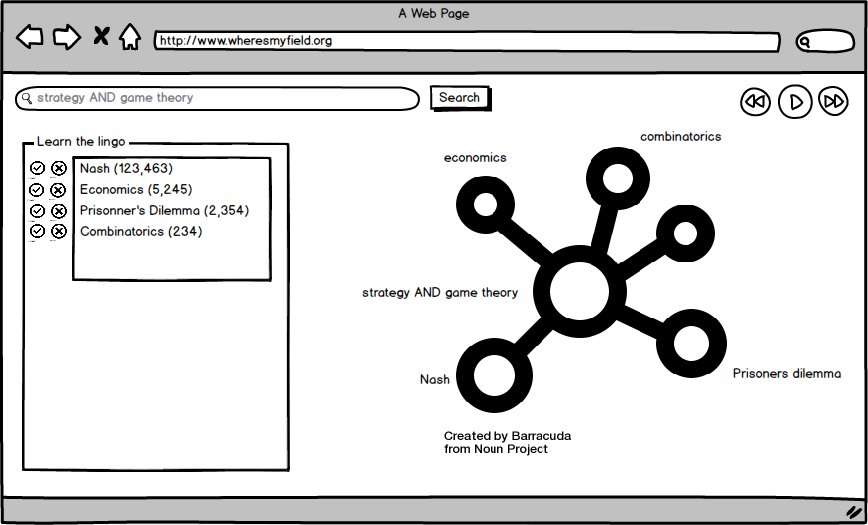 A Web Page
http://www.wheresmyfield.org
strategy AND game theory
Search
Learn the lingo
Nash (123,463)
Economics (5,245)
Prisonner's Dilemma (2,354)
Combinatorics (234)
combinatorics
economics
strategy AND game theory
Nash
Prisoners dilemma
Created by Barracuda
from Noun Project